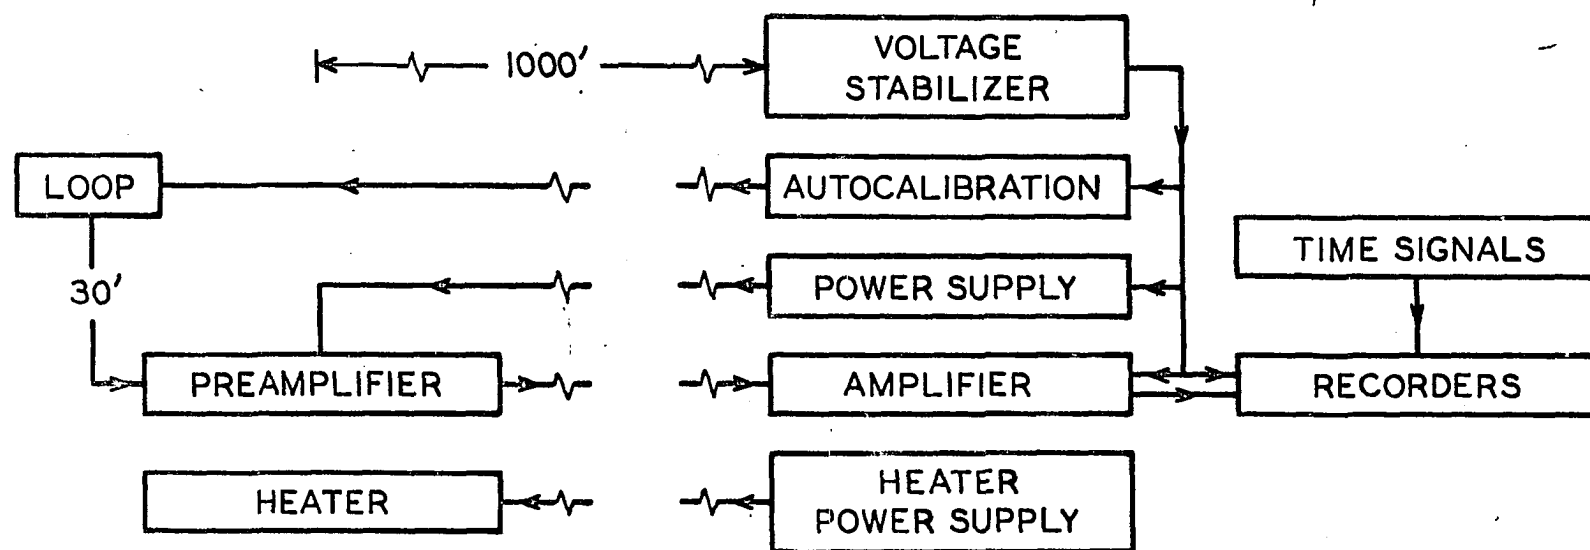 1000'
VOLTAGE
STABILIZER
LOOP
AUTOCALIBRATION
TIME SIGNALS
30'
POWER SUPPLY
PREAMPLIFIER
AMPLIFIER
RECORDERS
HEATER
HEATER
POWER SUPPLY